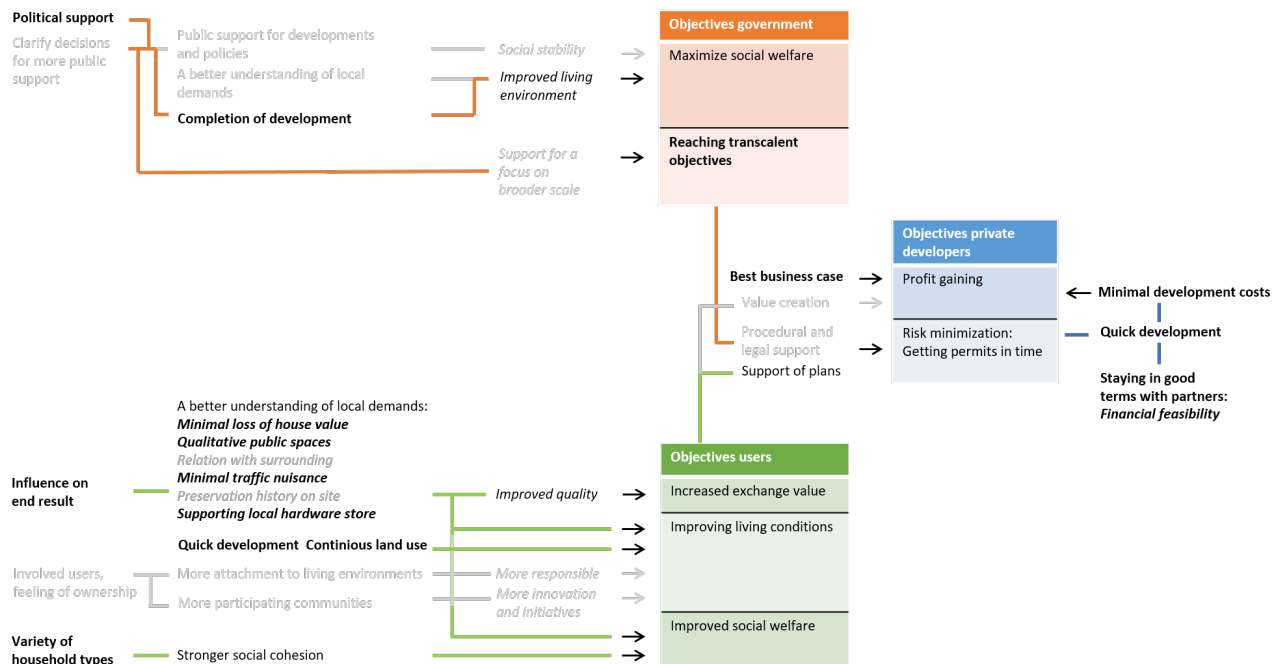 Political support
Clarify decisions
for more public
support
Public support for developments
and policies
A better understanding of local
demands
Completion of development
Social stability
Improved living
environment
Support for a
focus on
broader scale
Objectives government
Maximize social welfare
Reaching transcalent
objectives
Objectives private
developers
Best business case
Value creation
Procedural and
legal support
Support of plans
Profit gaining
Risk minimization:
Getting permits in time
Minimal development costs
Quick development
Staying in good
terms with partners:
Financial feasibility
Influence on
end result
A better understanding of local demands:
Minimal loss of house value
Qualitative public spaces
Relation with surrounding
Minimal traffic nuisance
Preservation history on site
Supporting local hardware store
Quick development Continious land use
Improved quality
Involved users,
feeling of ownership
More attachment to living environments
More participating communities
More responsible
More innovation
and initiatives
Variety of
household types
Stronger social cohesion
Objectives users
Increased exchange value
Improving living conditions
Improved social welfare